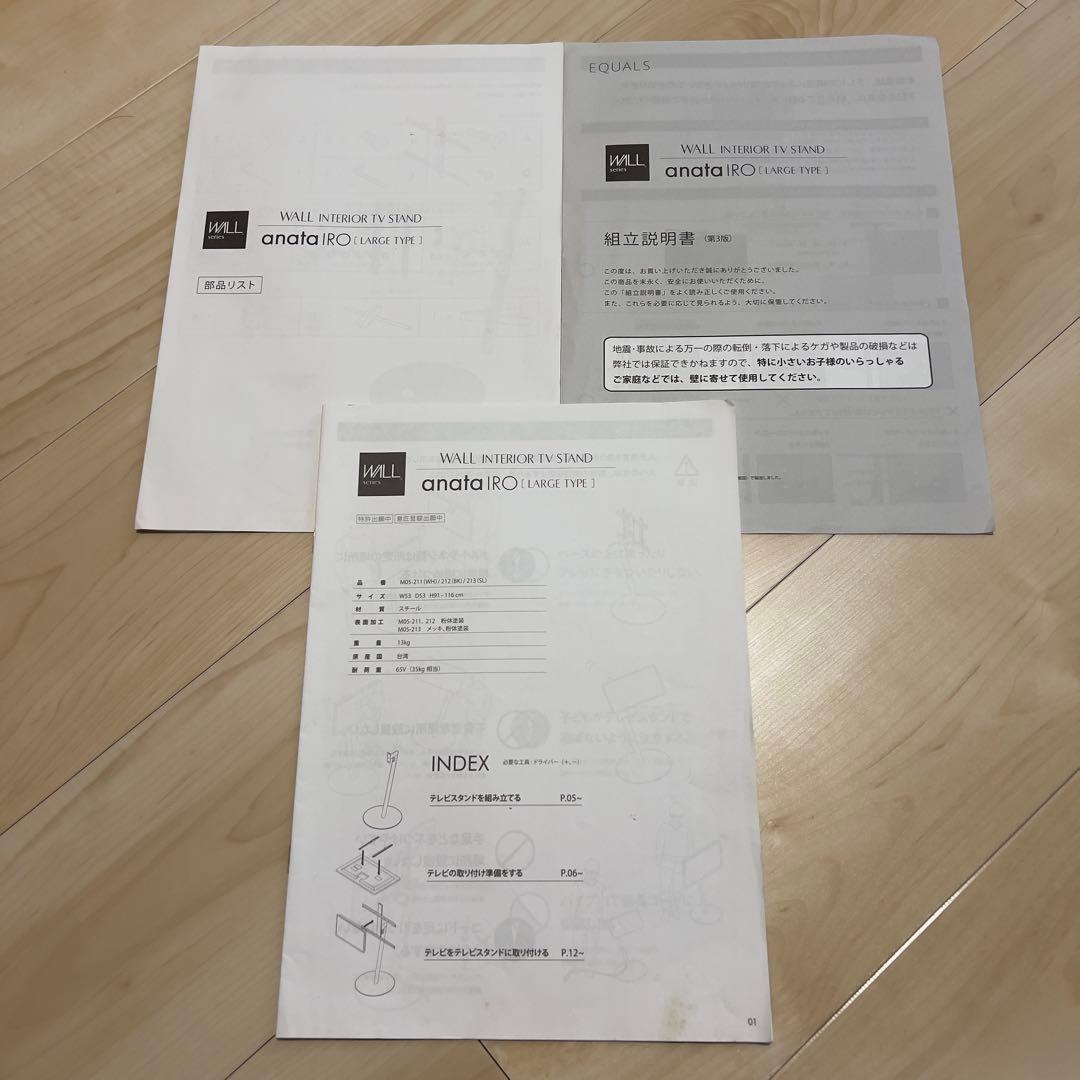 WALL series
WALL INTERIOR TV STAND
anata IRO [ LARGE TYPE ]
部品リスト
EQUALS
WALL series
WALL INTERIOR TV STAND
anata IRO [ LARGE TYPE ]
組立説明書 (第3版)
この度は、お買い上げいただき誠にありがとうございました。
この商品を末永く、安全にお使いいただくために、
この「組立説明書」をよく読み正しくご使用ください。
また、これらを必要に応じて見られるよう、大切に保管してください。
地震・事故による万一の際の転倒・落下によるケガや製品の破損などは
弊社では保証できかねますので、特に小さいお子様のいらっしゃる
ご家庭などでは、壁に寄せて使用してください。
WALL series
WALL INTERIOR TV STAND
anata IRO [ LARGE TYPE ]
特許出願中 意匠登録出願中
品番 M05-211(WH)/212(BK)/213(SL)
サイズ W53 D53 H91-116cm
材質 スチール
表面加工 M05-211, 212 粉体塗装
M05-213 メッキ、粉体塗装
重量 13kg
原産国 台湾
耐荷重 65V (35kg 相当)
INDEX 必要な工具:ドライバー (+、−)
テレビスタンドを組み立てる P.05~
テレビの取り付け準備をする P.06~
テレビをテレビスタンドに取り付ける P.12~
01